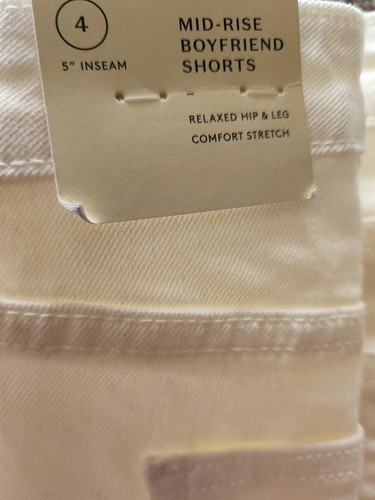 4
5" INSEAM
MID-RISE
BOYFRIEND
SHORTS
RELAXED HIP & LEG
COMFORT STRETCH